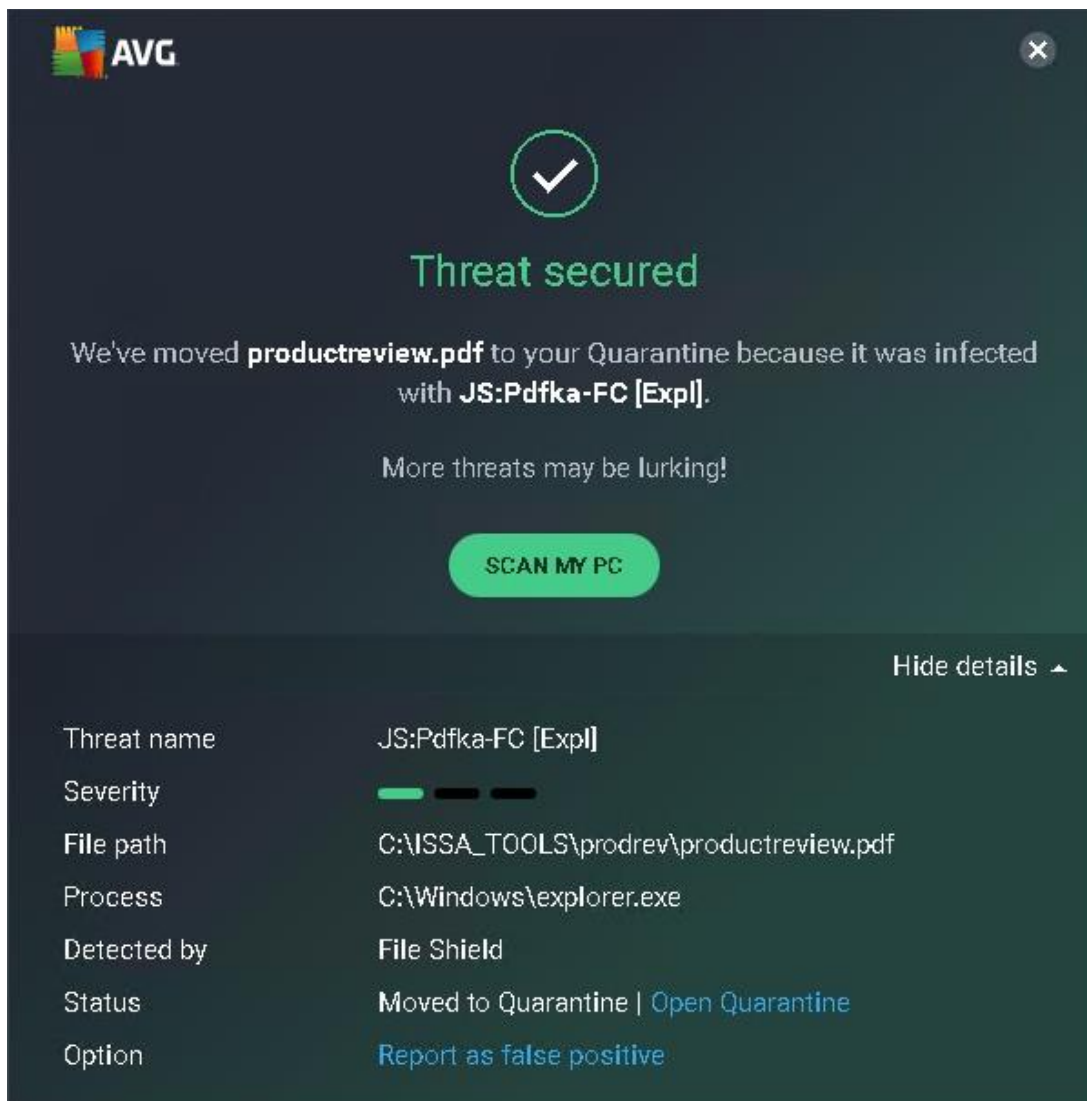 AVG
Threat secured
We've moved productreview.pdf to your Quarantine because it was infected
with JS:Pdfka-FC [Expl].
More threats may be lurking!
SCAN MY PC
Hide details
Threat name JS:Pdfka-FC [Expl]
Severity
File path C:\ISSA_TOOLS\prodrev\productreview.pdf
Process C:\Windows\explorer.exe
Detected by File Shield
Status Moved to Quarantine | Open Quarantine
Option Report as false positive